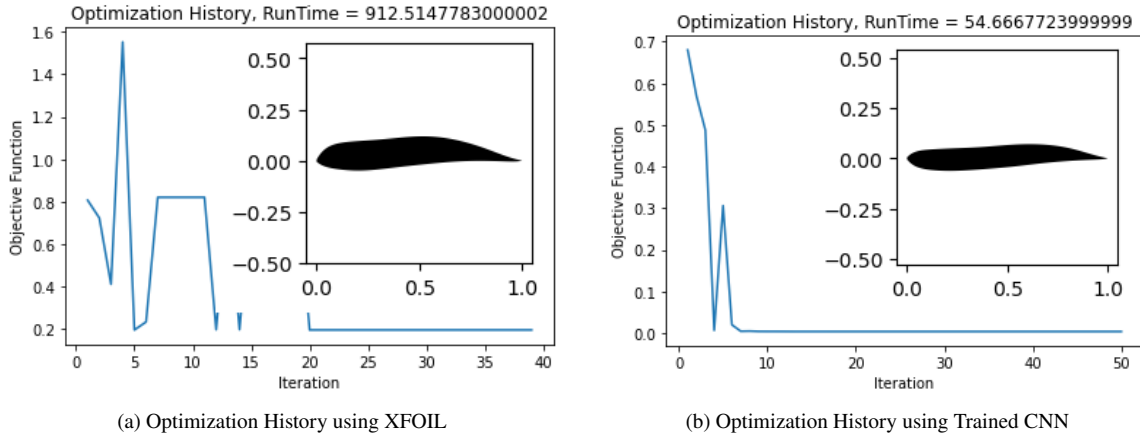 Optimization History, RunTime = 912.5147783000002
1.6
1.4
1.2
1.0
0.8
0.6
0.4
0.2
Objective Function
0.50
0.25
0.00
−0.25
−0.50
0.0 0.5 1.0
0 5 10 15 20 25 30 35 40
Iteration
(a) Optimization History using XFOIL
Optimization History, RunTime = 54.6667723999999
0.7
0.6
0.5
0.4
0.3
0.2
0.1
0.0
Objective Function
0.50
0.25
0.00
−0.25
−0.50
0.0 0.5 1.0
0 10 20 30 40 50
Iteration
(b) Optimization History using Trained CNN